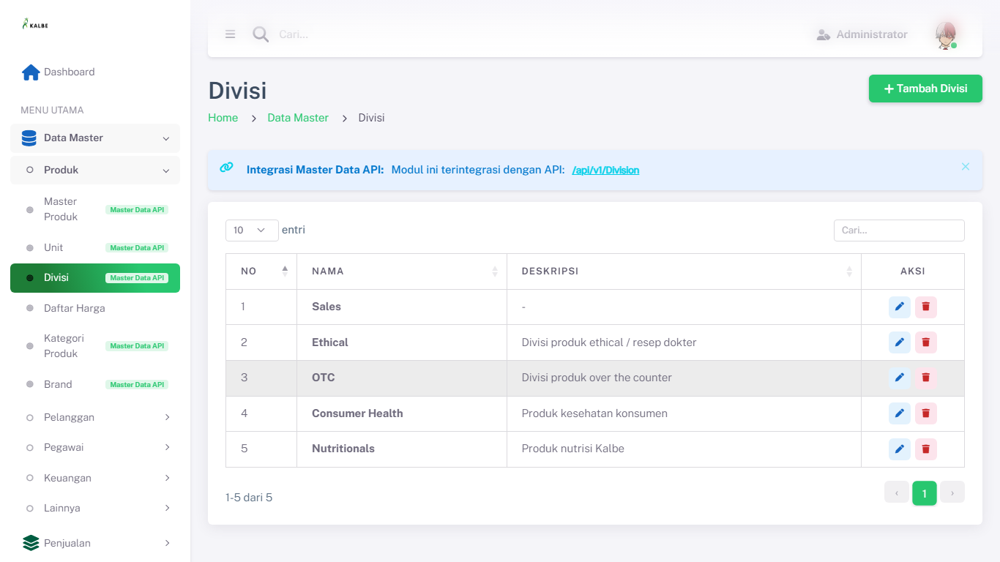 KALBE
Dashboard
MENU UTAMA
Data Master
Produk
Master
Produk
Master Data API
Unit
Master Data API
Divisi
Master Data API
Daftar Harga
Kategori
Produk
Master Data API
Brand
Master Data API
Pelanggan
Pegawai
Keuangan
Lainnya
Penjualan
Cari...
Administrator
Divisi
Tambah Divisi
Home > Data Master > Divisi
Integrasi Master Data API: Modul ini terintegrasi dengan API: /api/v1/Division
10 entri
Cari...
NO NAMA DESKRIPSI AKSI
1 Sales -
2 Ethical Divisi produk ethical / resep dokter
3 OTC Divisi produk over the counter
4 Consumer Health Produk kesehatan konsumen
5 Nutritionals Produk nutrisi Kalbe
1-5 dari 5
‹ 1 ›